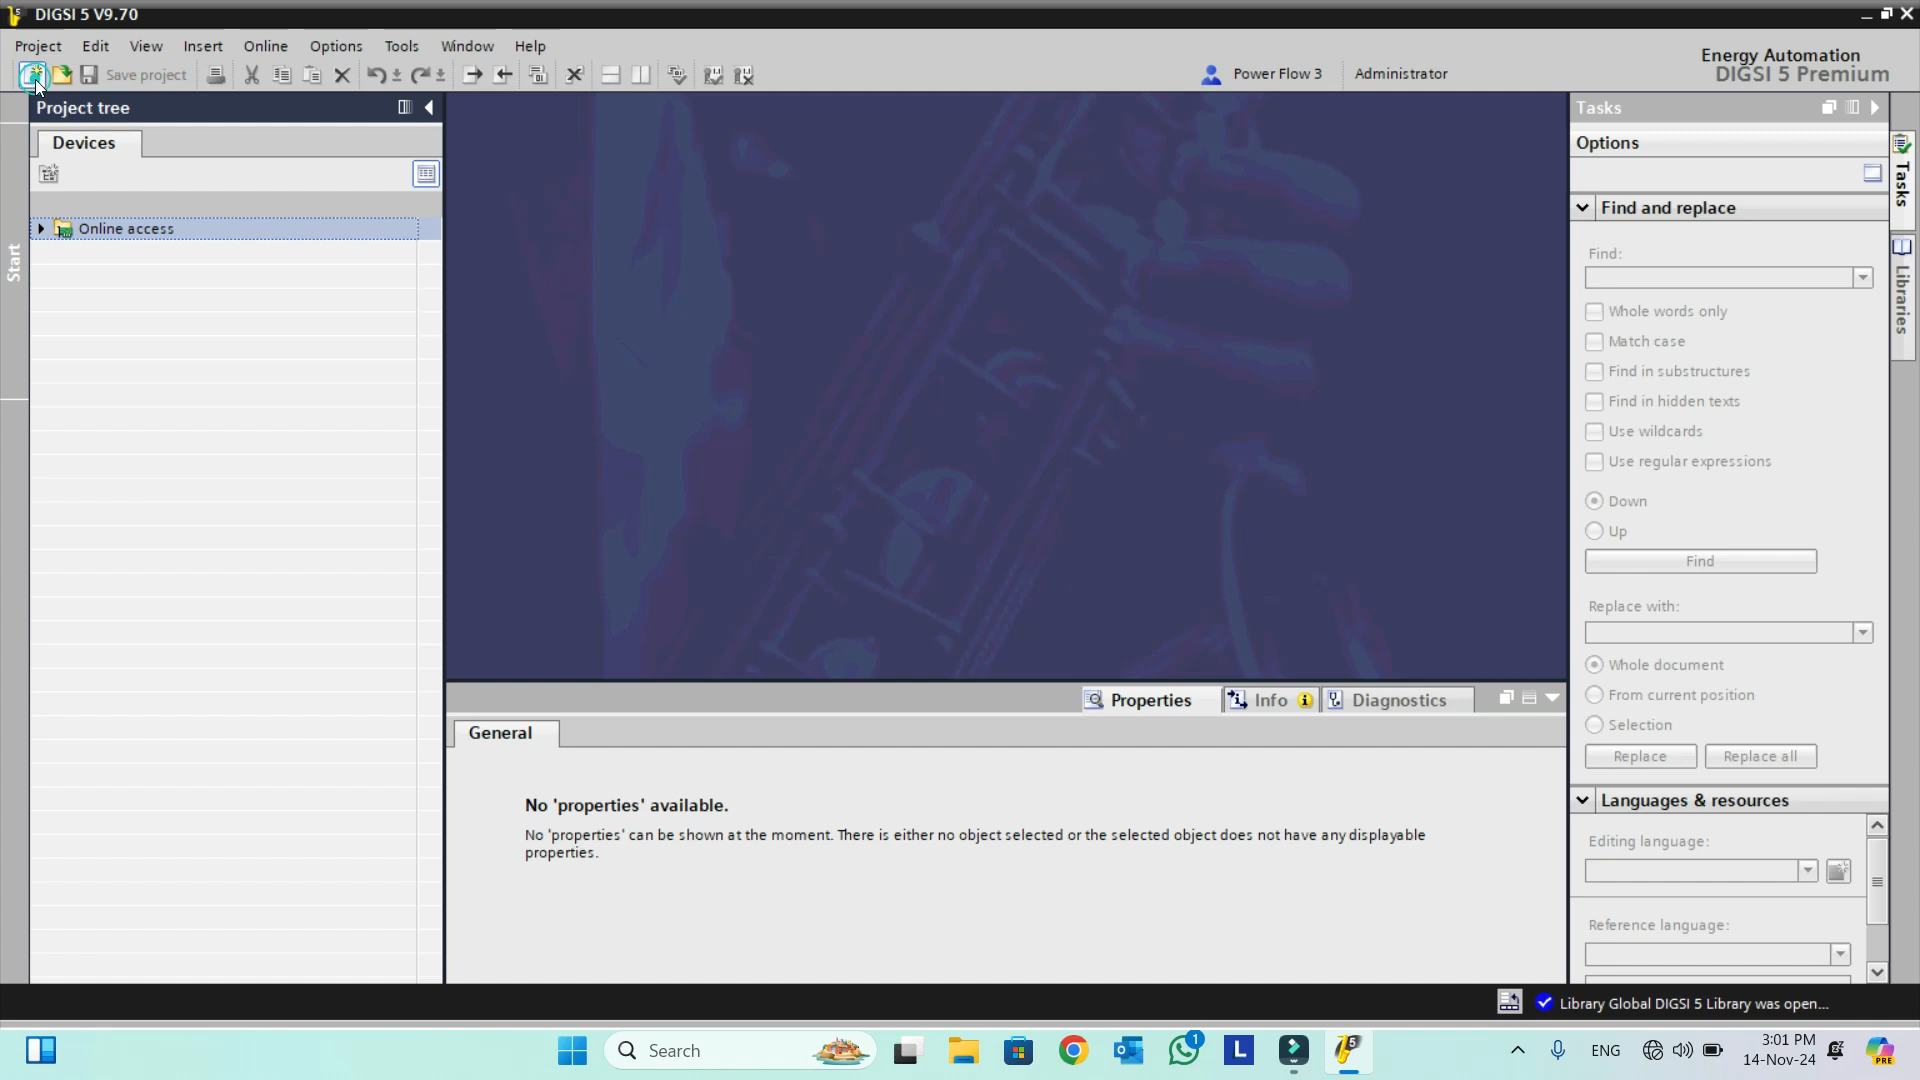 DIGSI 5 V9.70
Project Edit View Insert Online Options Tools Window Help
Save project
Power Flow 3 Administrator
Energy Automation
DIGSI 5 Premium
Project tree
Devices
Online access
Start
Tasks
Options
Find and replace
Find:
Whole words only
Match case
Find in substructures
Find in hidden texts
Use wildcards
Use regular expressions
Down
Up
Find
Replace with:
Whole document
From current position
Selection
Replace Replace all
Languages & resources
Editing language:
Reference language:
Tasks
Libraries
Properties Info Diagnostics
General
No 'properties' available.
No 'properties' can be shown at the moment. There is either no object selected or the selected object does not have any displayable
properties.
Library Global DIGSI 5 Library was open...
Search
L
1
5
ENG
3:01 PM
14-Nov-24
PRE